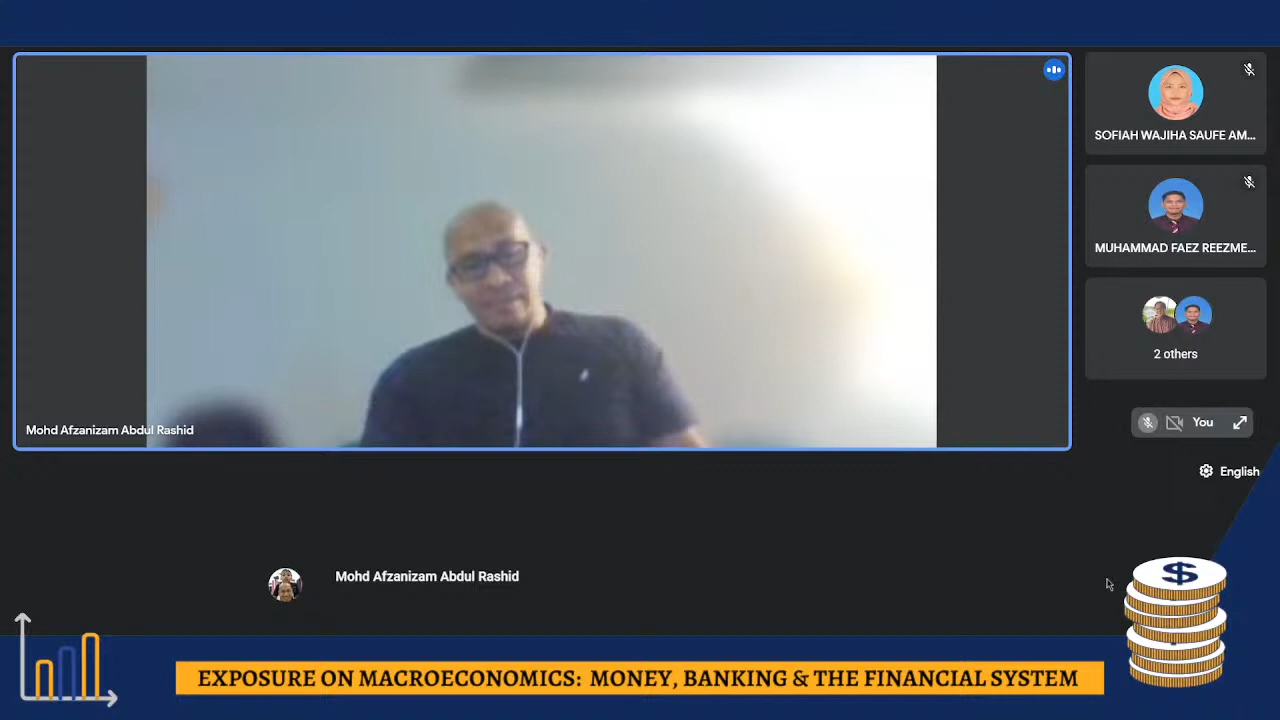 SOFIAH WAJIHA SAUFE AM...
MUHAMMAD FAEZ REEZME...
2 others
Mohd Afzanizam Abdul Rashid
You
English
Mohd Afzanizam Abdul Rashid
$
EXPOSURE ON MACROECONOMICS: MONEY, BANKING & THE FINANCIAL SYSTEM